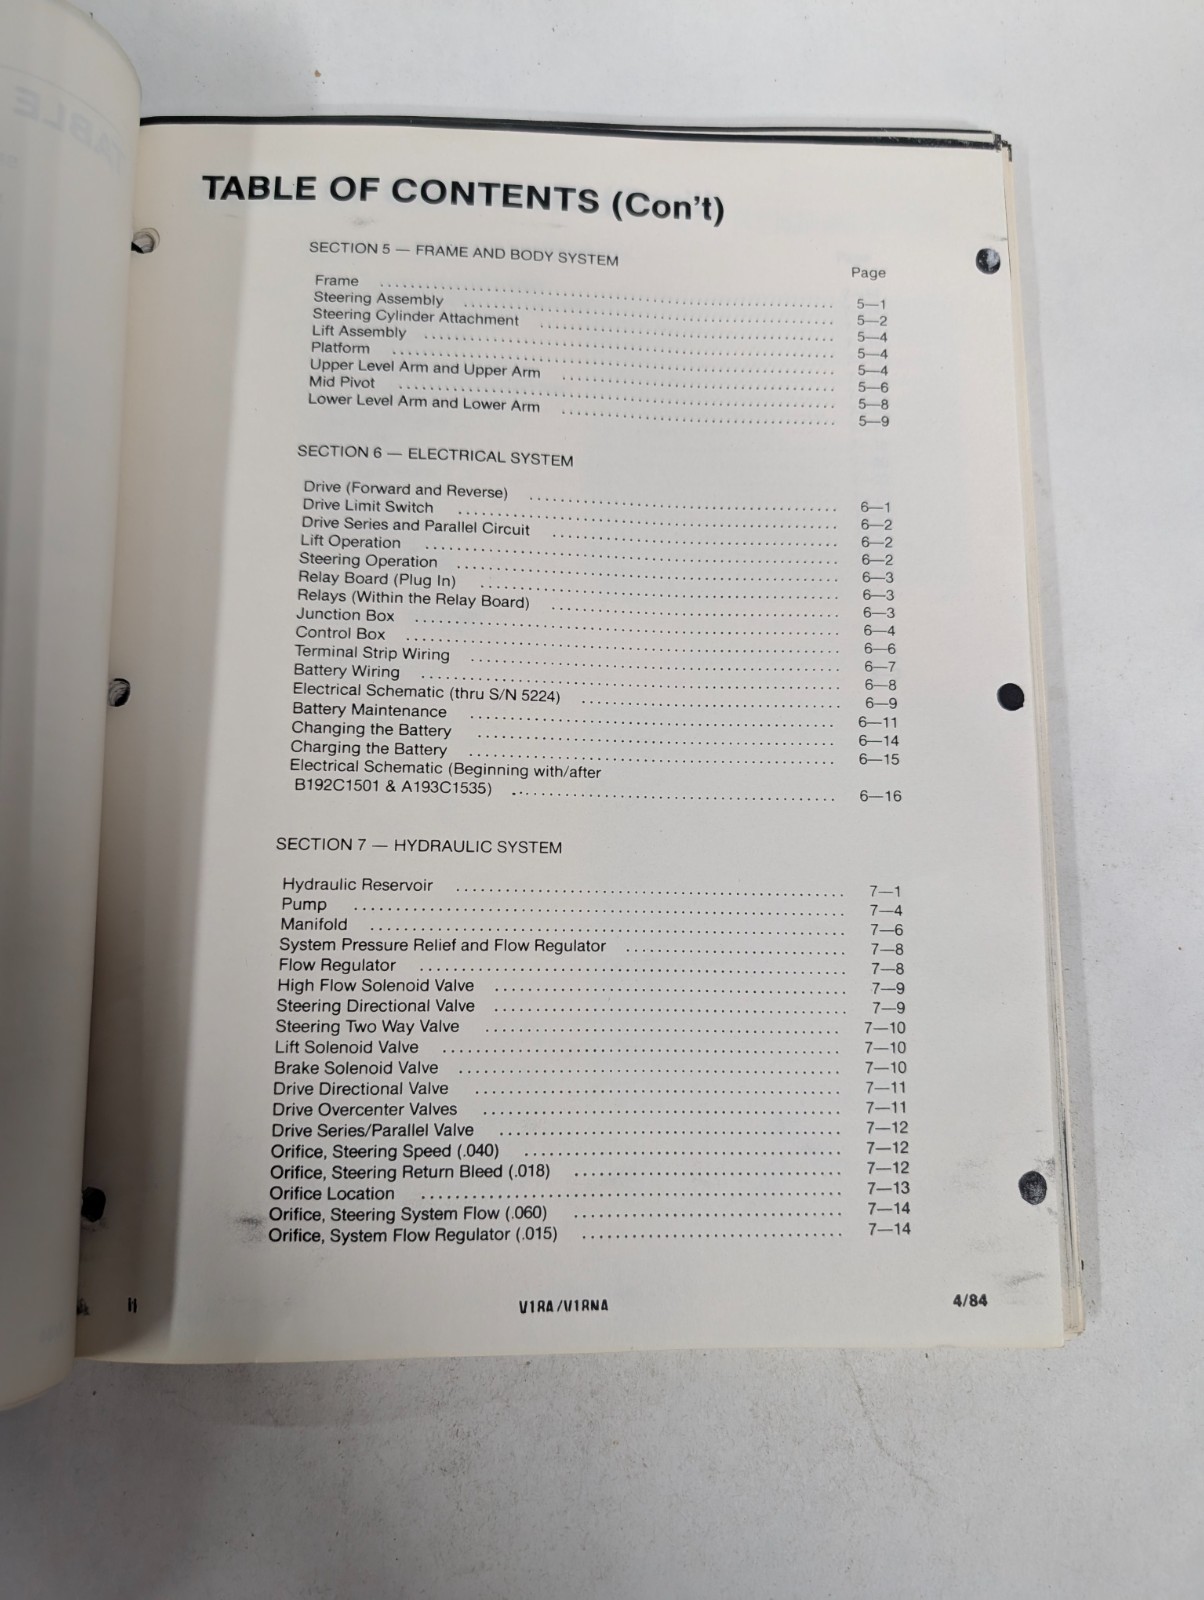 TABLE OF CONTENTS (Con't)
SECTION 5 — FRAME AND BODY SYSTEM
Page
Frame 5—1
Steering Assembly 5—2
Steering Cylinder Attachment 5—4
Lift Assembly 5—4
Platform 5—4
Upper Level Arm and Upper Arm 5—6
Mid Pivot 5—8
Lower Level Arm and Lower Arm 5—9
SECTION 6 — ELECTRICAL SYSTEM
Drive (Forward and Reverse) 6—1
Drive Limit Switch 6—2
Drive Series and Parallel Circuit 6—2
Lift Operation 6—2
Steering Operation 6—3
Relay Board (Plug In) 6—3
Relays (Within the Relay Board) 6—3
Junction Box 6—4
Control Box 6—6
Terminal Strip Wiring 6—7
Battery Wiring 6—8
Electrical Schematic (thru S/N 5224) 6—9
Battery Maintenance 6—11
Changing the Battery 6—14
Charging the Battery 6—15
Electrical Schematic (Beginning with/after
B192C1501 & A193C1535) 6—16
SECTION 7 — HYDRAULIC SYSTEM
Hydraulic Reservoir 7—1
Pump 7—4
Manifold 7—6
System Pressure Relief and Flow Regulator 7—8
Flow Regulator 7—8
High Flow Solenoid Valve 7—9
Steering Directional Valve 7—9
Steering Two Way Valve 7—10
Lift Solenoid Valve 7—10
Brake Solenoid Valve 7—10
Drive Directional Valve 7—11
Drive Overcenter Valves 7—11
Drive Series/Parallel Valve 7—12
Orifice, Steering Speed (.040) 7—12
Orifice, Steering Return Bleed (.018) 7—12
Orifice Location 7—13
Orifice, Steering System Flow (.060) 7—14
Orifice, System Flow Regulator (.015) 7—14
ii
V1RA/V1RNA
4/84